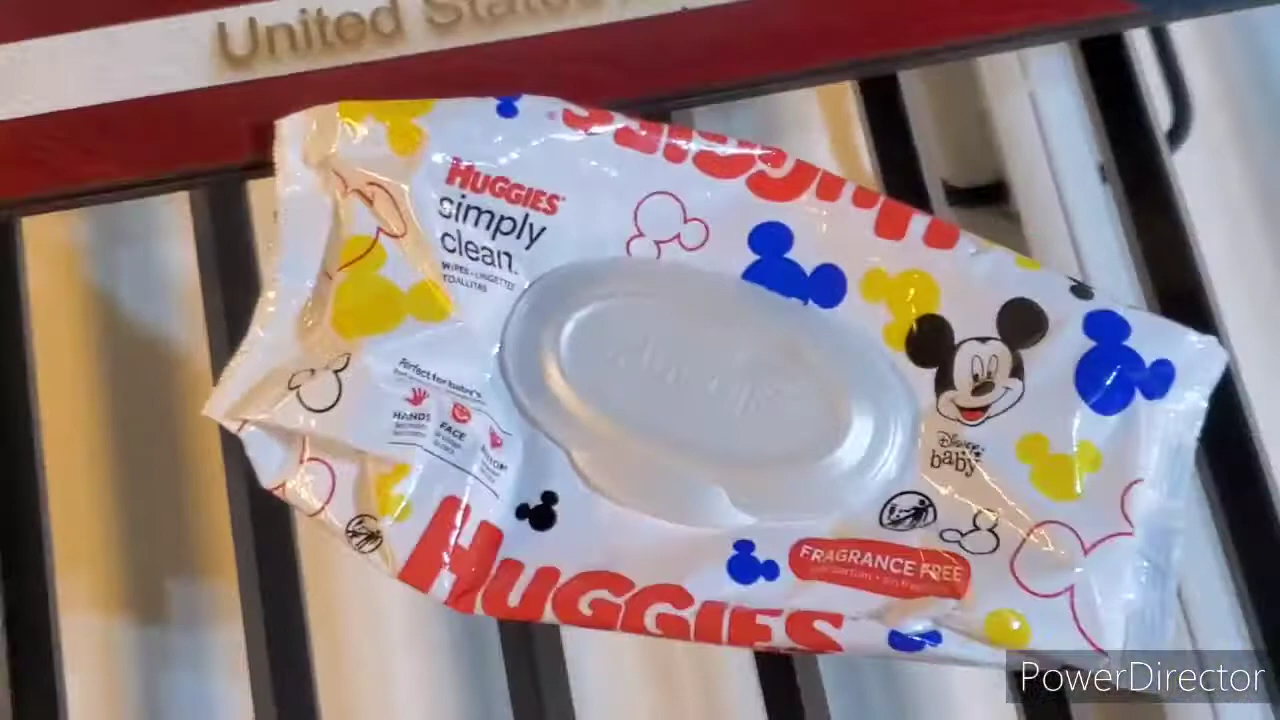 United States
HUGGIES
HUGGIES
simply
clean.
WIPES • LINGETTES
TOALLITAS
Perfect for baby's
HANDS
FACE
Disney
baby
FRAGRANCE FREE
HUGGIES
PowerDirector